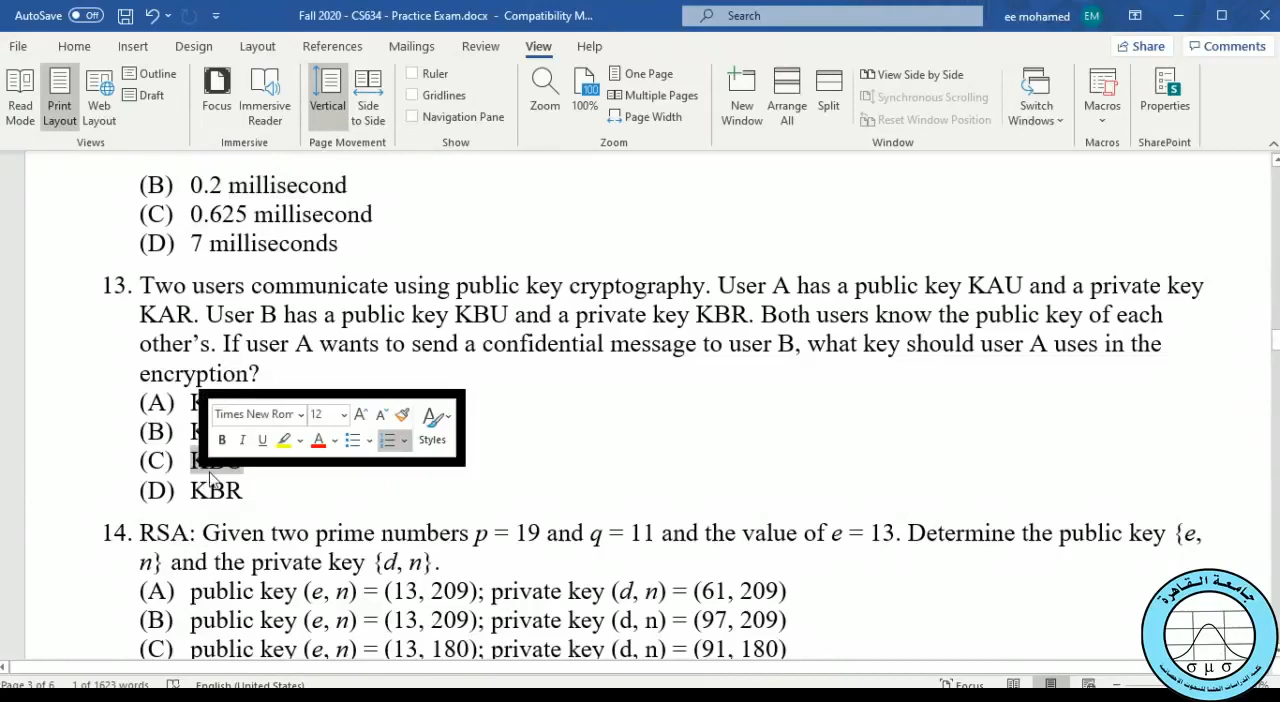 AutoSave Off Fall 2020 - CS634 - Practice Exam.docx - Compatibility M... Search ee mohamed EM
File Home Insert Design Layout References Mailings Review View Help Share Comments
Read Mode
Print Layout
Web Layout
Outline
Draft
Views
Focus
Immersive Reader
Immersive
Vertical
Side to Side
Page Movement
Ruler
Gridlines
Navigation Pane
Show
Zoom
100%
One Page
Multiple Pages
Page Width
Zoom
New Window
Arrange All
Split
View Side by Side
Synchronous Scrolling
Reset Window Position
Window
Switch Windows
Macros
Macros
Properties
SharePoint
(B) 0.2 millisecond
(C) 0.625 millisecond
(D) 7 milliseconds
13. Two users communicate using public key cryptography. User A has a public key KAU and a private key
KAR. User B has a public key KBU and a private key KBR. Both users know the public key of each
other's. If user A wants to send a confidential message to user B, what key should user A uses in the
encryption?
(A)
(B)
(C) KBU
(D) KBR
Times New Ror 12
B I U Styles
14. RSA: Given two prime numbers p = 19 and q = 11 and the value of e = 13. Determine the public key {e,
n} and the private key {d, n}.
(A) public key (e, n) = (13, 209); private key (d, n) = (61, 209)
(B) public key (e, n) = (13, 209); private key (d, n) = (97, 209)
(C) public key (e, n) = (13, 180); private key (d, n) = (91, 180)
Page 3 of 6 1 of 1623 words English (United States) Focus
جامعة القاهرة
σ μ σ